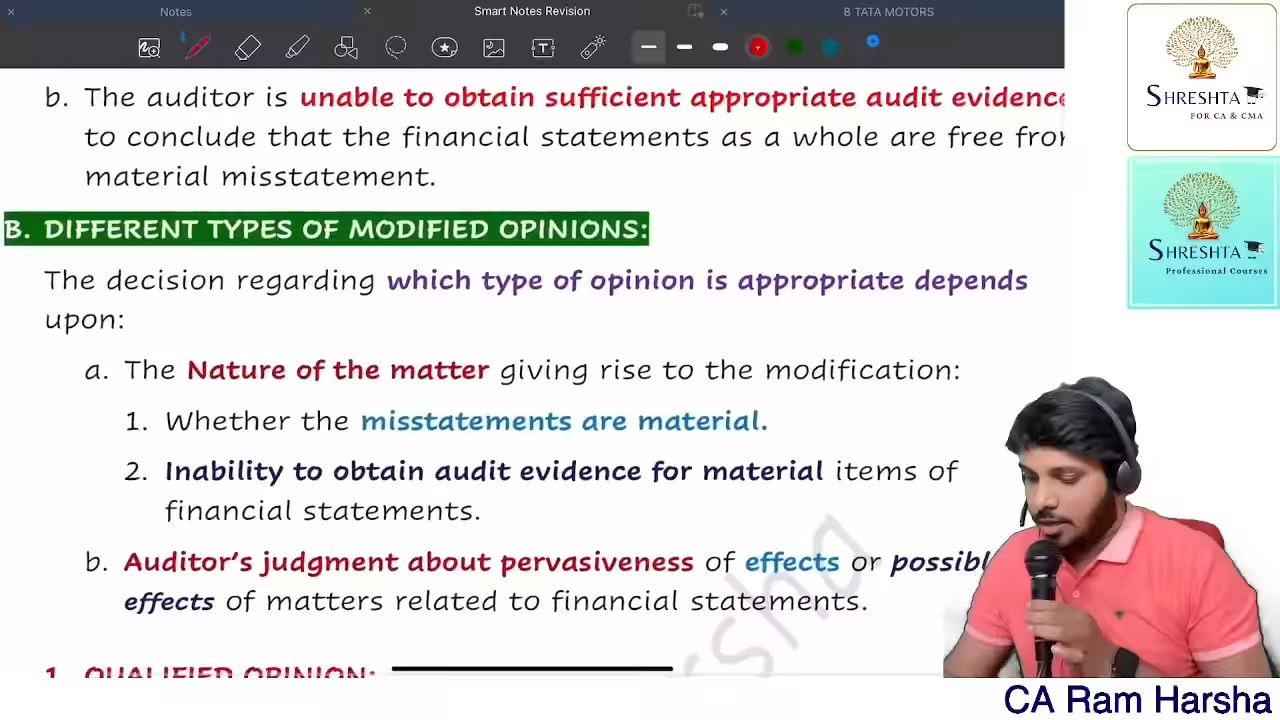 Notes
Smart Notes Revision
8 TATA MOTORS
b. The auditor is unable to obtain sufficient appropriate audit evidence
to conclude that the financial statements as a whole are free from
material misstatement.
B. DIFFERENT TYPES OF MODIFIED OPINIONS:
The decision regarding which type of opinion is appropriate depends
upon:
a. The Nature of the matter giving rise to the modification:
1. Whether the misstatements are material.
2. Inability to obtain audit evidence for material items of
financial statements.
b. Auditor's judgment about pervasiveness of effects or possibl
effects of matters related to financial statements.
1. QUALIFIED OPINION:
SHRESHTA
FOR CA & CMA
SHRESHTA
Professional Courses
CA Ram Harsha